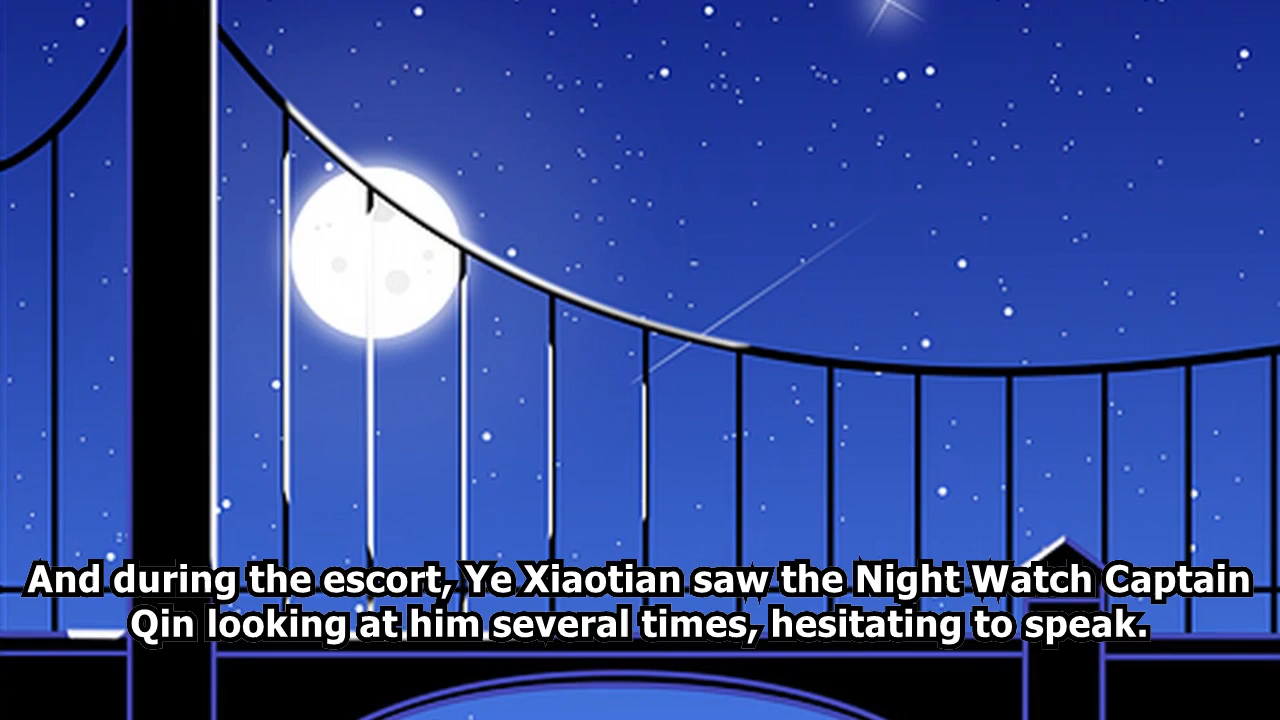 And during the escort, Ye Xiaotian saw the Night Watch Captain
Qin looking at him several times, hesitating to speak.